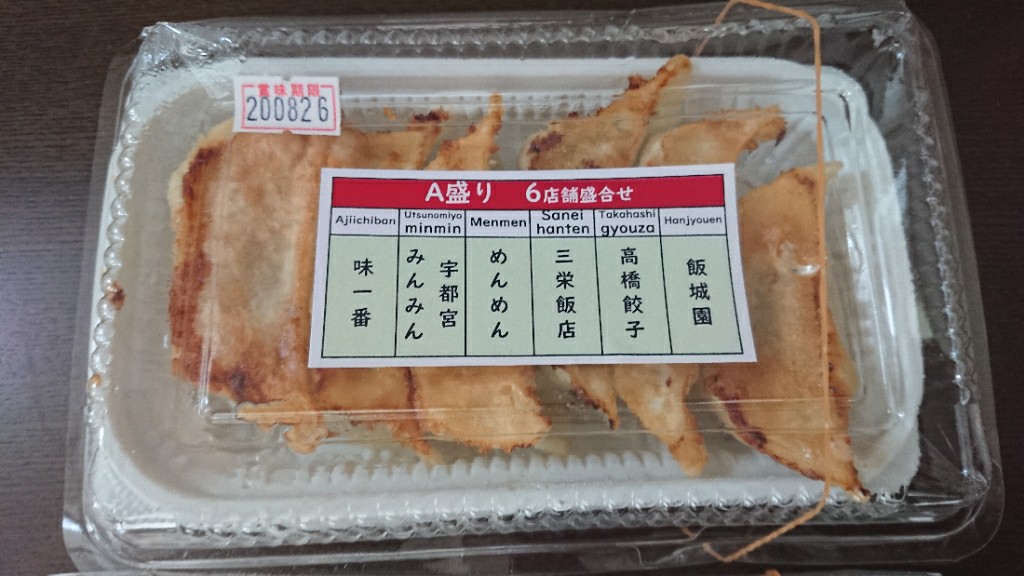 賞味期限
200826
A盛り 6店舗盛合せ
Ajiichiban
Utsunomiya
minmin
Menmen
Sanei
hanten
Takahashi
gyouza
Hanjyouen
味一番
宇都宮
みんみん
めんめん
三栄飯店
高橋餃子
飯城園